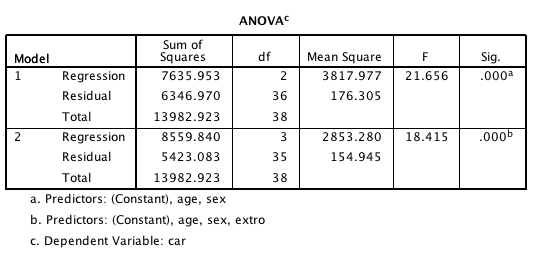 ANOVAc
Model Sum of Squares df Mean Square F Sig.
1 Regression 7635.953 2 3817.977 21.656 .000a
Residual 6346.970 36 176.305
Total 13982.923 38
2 Regression 8559.840 3 2853.280 18.415 .000b
Residual 5423.083 35 154.945
Total 13982.923 38
a. Predictors: (Constant), age, sex
b. Predictors: (Constant), age, sex, extro
c. Dependent Variable: car